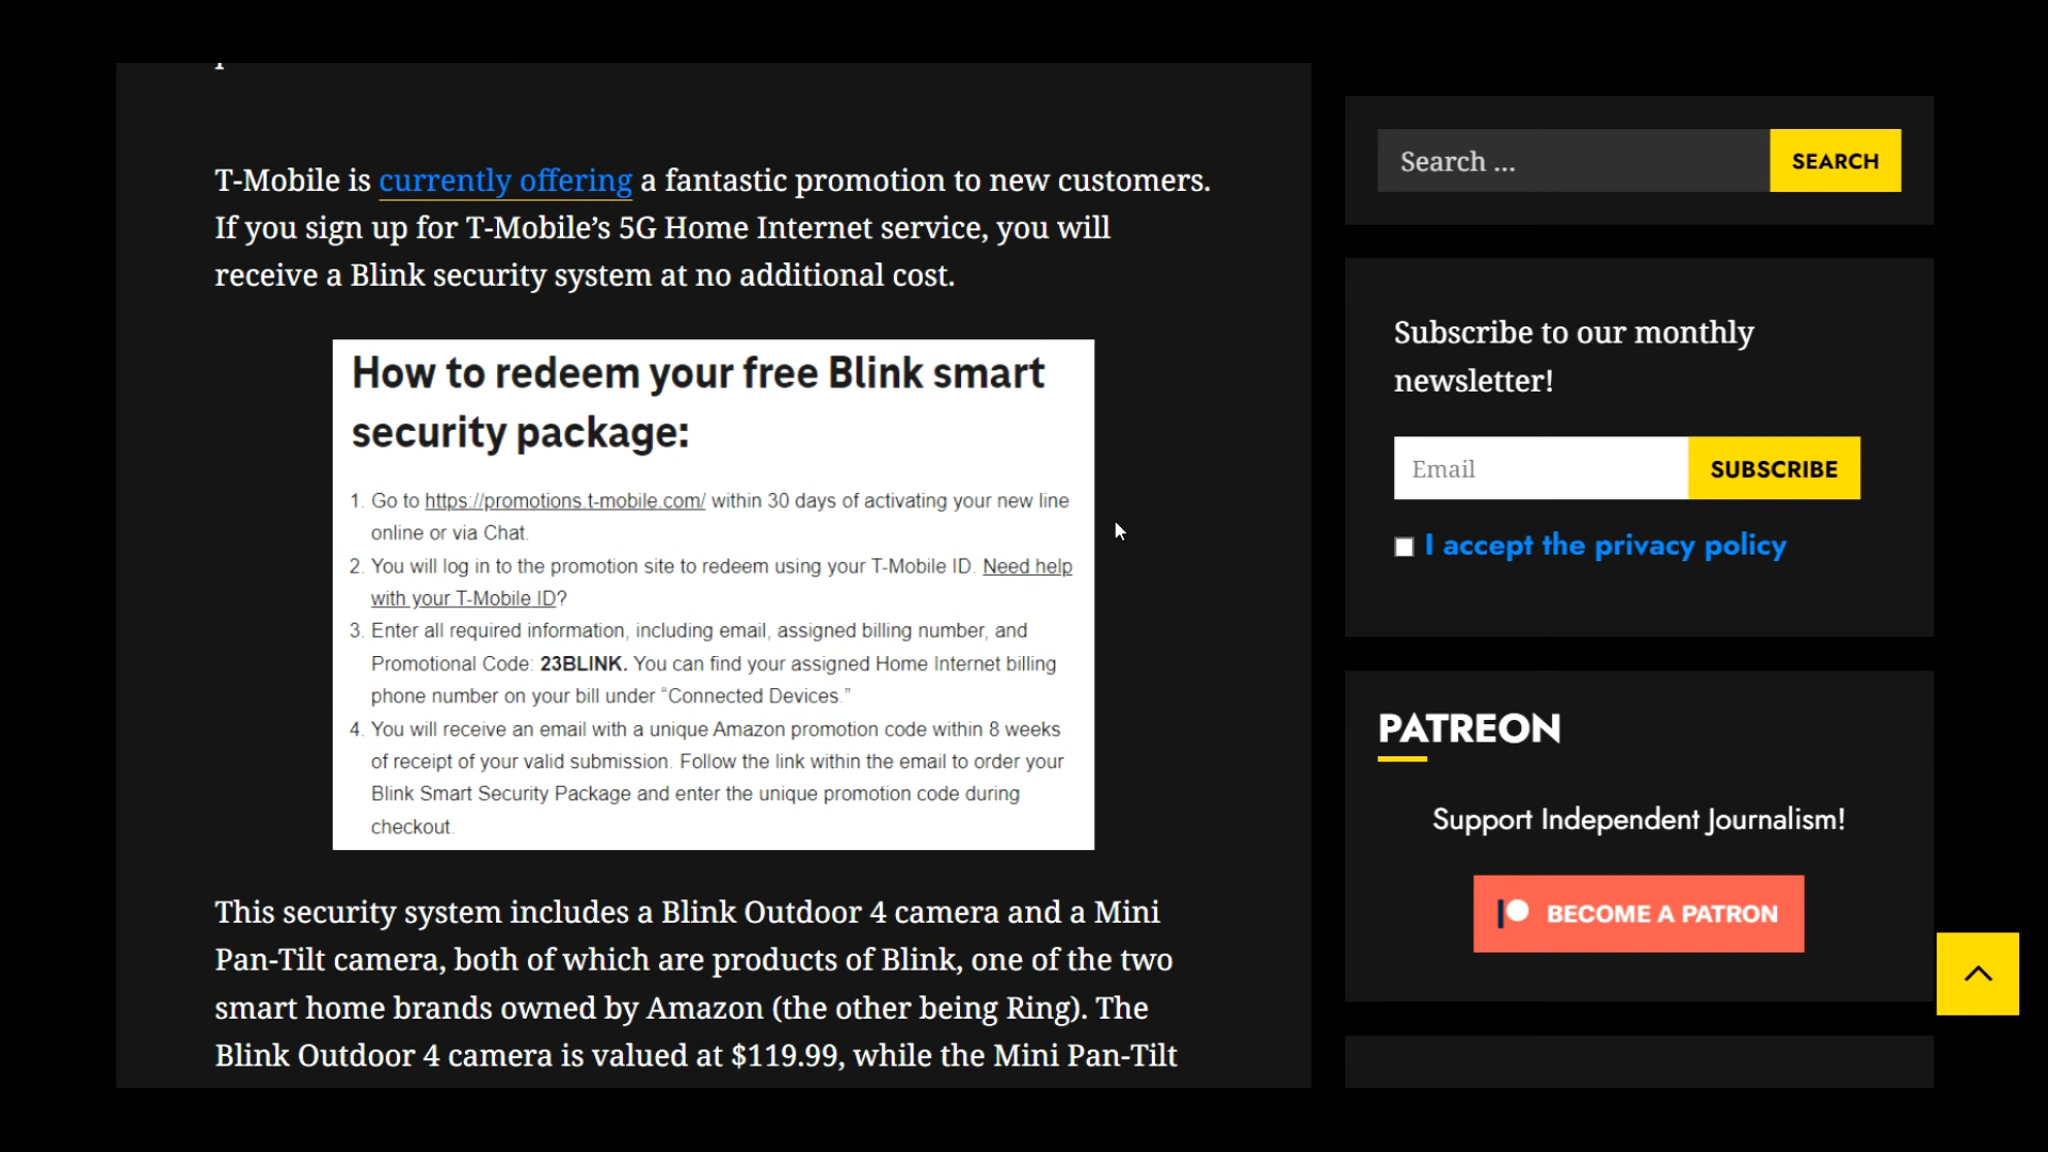 T-Mobile is currently offering a fantastic promotion to new customers.
If you sign up for T-Mobile’s 5G Home Internet service, you will
receive a Blink security system at no additional cost.
How to redeem your free Blink smart
security package:
1. Go to https://promotions.t-mobile.com/ within 30 days of activating your new line
online or via Chat.
2. You will log in to the promotion site to redeem using your T-Mobile ID. Need help
with your T-Mobile ID?
3. Enter all required information, including email, assigned billing number, and
Promotional Code: 23BLINK. You can find your assigned Home Internet billing
phone number on your bill under “Connected Devices.”
4. You will receive an email with a unique Amazon promotion code within 8 weeks
of receipt of your valid submission. Follow the link within the email to order your
Blink Smart Security Package and enter the unique promotion code during
checkout.
This security system includes a Blink Outdoor 4 camera and a Mini
Pan-Tilt camera, both of which are products of Blink, one of the two
smart home brands owned by Amazon (the other being Ring). The
Blink Outdoor 4 camera is valued at $119.99, while the Mini Pan-Tilt
Search ...
SEARCH
Subscribe to our monthly
newsletter!
Email
SUBSCRIBE
I accept the privacy policy
PATREON
Support Independent Journalism!
BECOME A PATRON